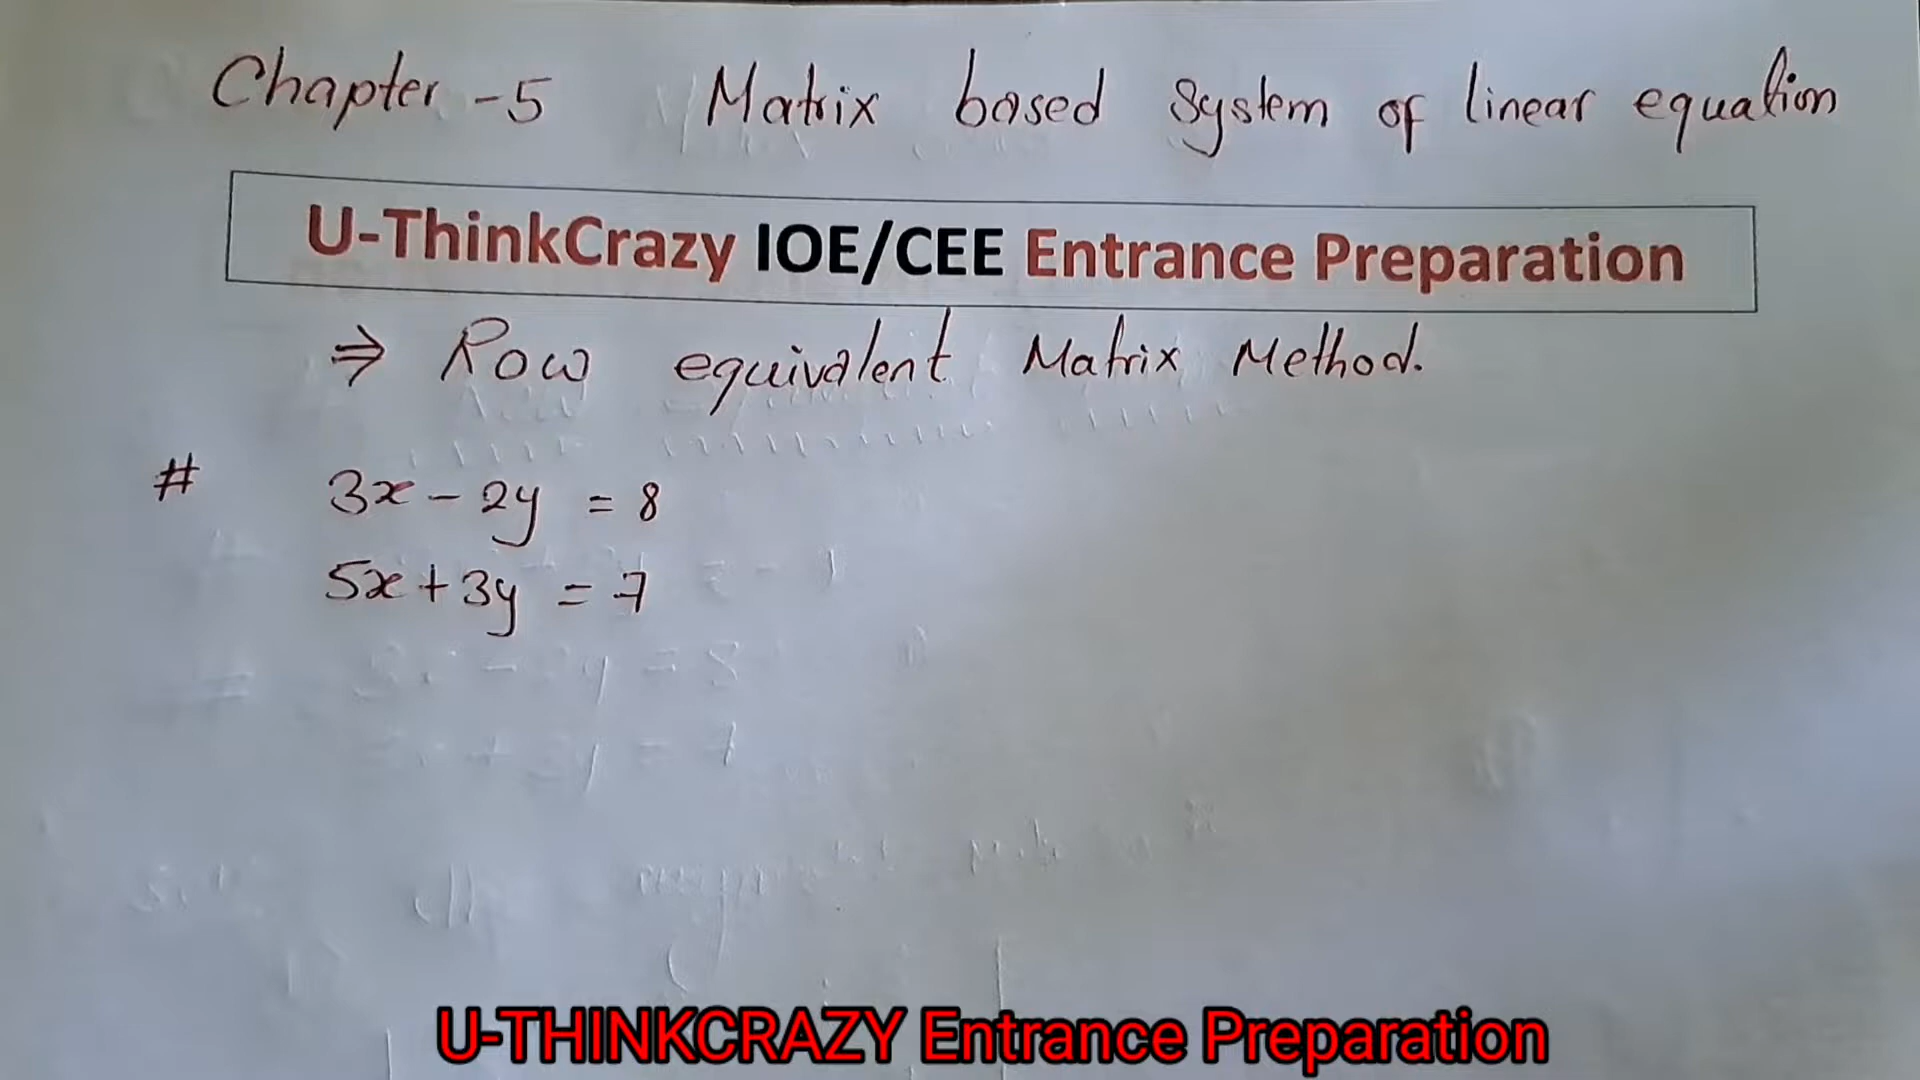 Chapter -5 Matrix based system of linear equation
U-ThinkCrazy IOE/CEE Entrance Preparation
⇒ Row equivalent Matrix Method.
# 3x - 2y = 8
5x + 3y = 7
U-THINKCRAZY Entrance Preparation